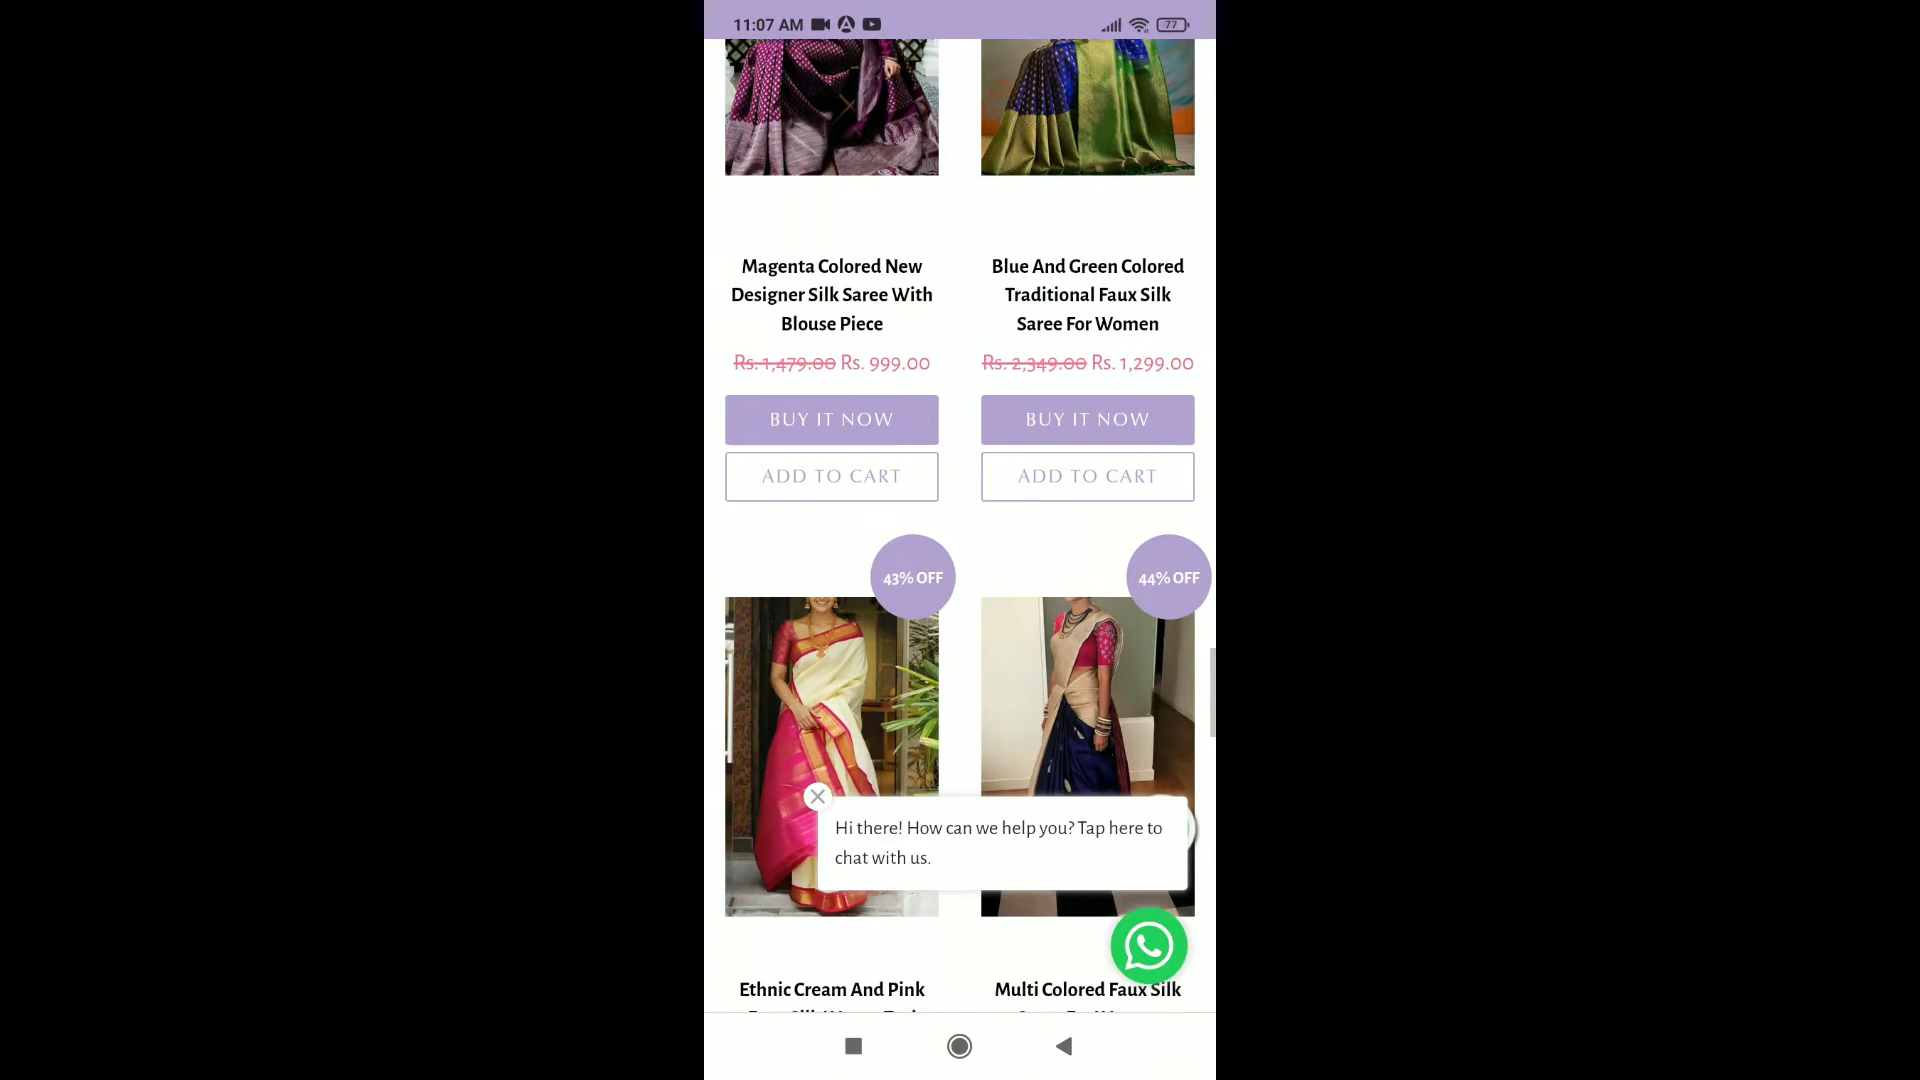 11:07 AM
77
Magenta Colored New
Designer Silk Saree With
Blouse Piece
Rs. 1,479.00 Rs. 999.00
BUY IT NOW
ADD TO CART
Blue And Green Colored
Traditional Faux Silk
Saree For Women
Rs. 2,349.00 Rs. 1,299.00
BUY IT NOW
ADD TO CART
43% OFF
44% OFF
Hi there! How can we help you? Tap here to
chat with us.
Ethnic Cream And Pink
Multi Colored Faux Silk